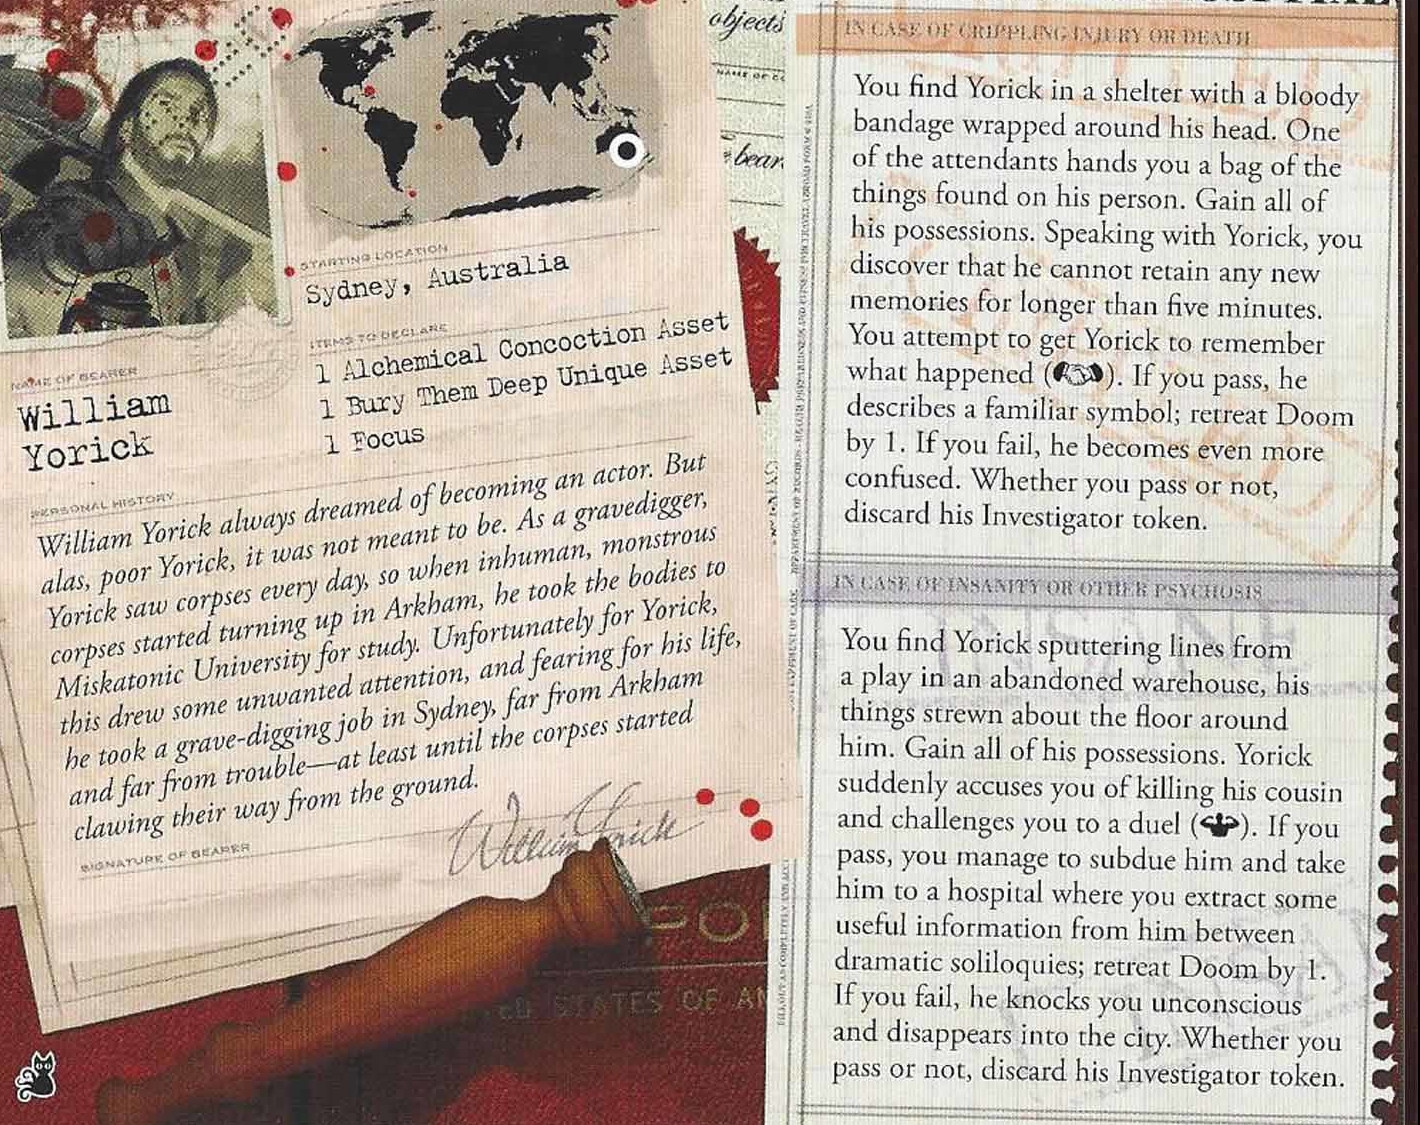 STARTING LOCATION
Sydney, Australia
ITEMS TO DECLARE
1 Alchemical Concoction Asset
1 Bury Them Deep Unique Asset
1 Focus
NAME OF BEARER
William
Yorick
PERSONAL HISTORY
William Yorick always dreamed of becoming an actor. But
alas, poor Yorick, it was not meant to be. As a gravedigger,
Yorick saw corpses every day, so when inhuman, monstrous
corpses started turning up in Arkham, he took the bodies to
Miskatonic University for study. Unfortunately for Yorick,
this drew some unwanted attention, and fearing for his life,
he took a grave-digging job in Sydney, far from Arkham
and far from trouble—at least until the corpses started
clawing their way from the ground.
SIGNATURE OF BEARER
William Yorick
STATES OF
objects
bear
IN CASE OF CRIPPLING INJURY OR DEATH
You find Yorick in a shelter with a bloody
bandage wrapped around his head. One
of the attendants hands you a bag of the
things found on his person. Gain all of
his possessions. Speaking with Yorick, you
discover that he cannot retain any new
memories for longer than five minutes.
You attempt to get Yorick to remember
what happened (). If you pass, he
describes a familiar symbol; retreat Doom
by 1. If you fail, he becomes even more
confused. Whether you pass or not,
discard his Investigator token.
IN CASE OF INSANITY OR OTHER PSYCHOSIS
You find Yorick sputtering lines from
a play in an abandoned warehouse, his
things strewn about the floor around
him. Gain all of his possessions. Yorick
suddenly accuses you of killing his cousin
and challenges you to a duel (). If you
pass, you manage to subdue him and take
him to a hospital where you extract some
useful information from him between
dramatic soliloquies; retreat Doom by 1.
If you fail, he knocks you unconscious
and disappears into the city. Whether you
pass or not, discard his Investigator token.